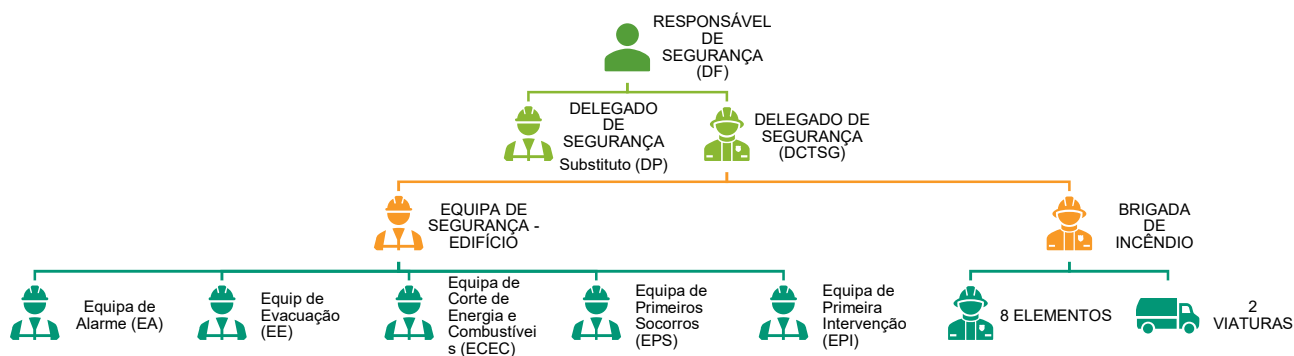 RESPONSÁVEL
DE
SEGURANÇA
(DF)
DELEGADO
DE
SEGURANÇA
Substituto (DP)
DELEGADO DE
SEGURANÇA
(DCTSG)
EQUIPA DE
SEGURANÇA -
EDIFÍCIO
BRIGADA
DE
INCÊNDIO
Equipa de
Alarme (EA)
Equip de
Evacuação
(EE)
Equipa de
Corte de
Energia e
Combustívei
s (ECEC)
Equipa de
Primeiros
Socorros
(EPS)
Equipa de
Primeira
Intervenção
(EPI)
8 ELEMENTOS
2
VIATURAS